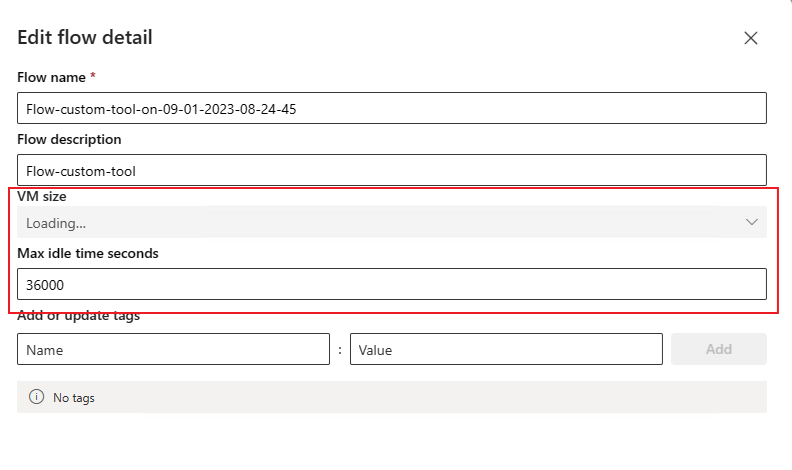 Edit flow detail
Flow name *
Flow-custom-tool-on-09-01-2023-08-24-45
Flow description
Flow-custom-tool
VM size
Loading...
Max idle time seconds
36000
Add or update tags
Name : Value Add
No tags